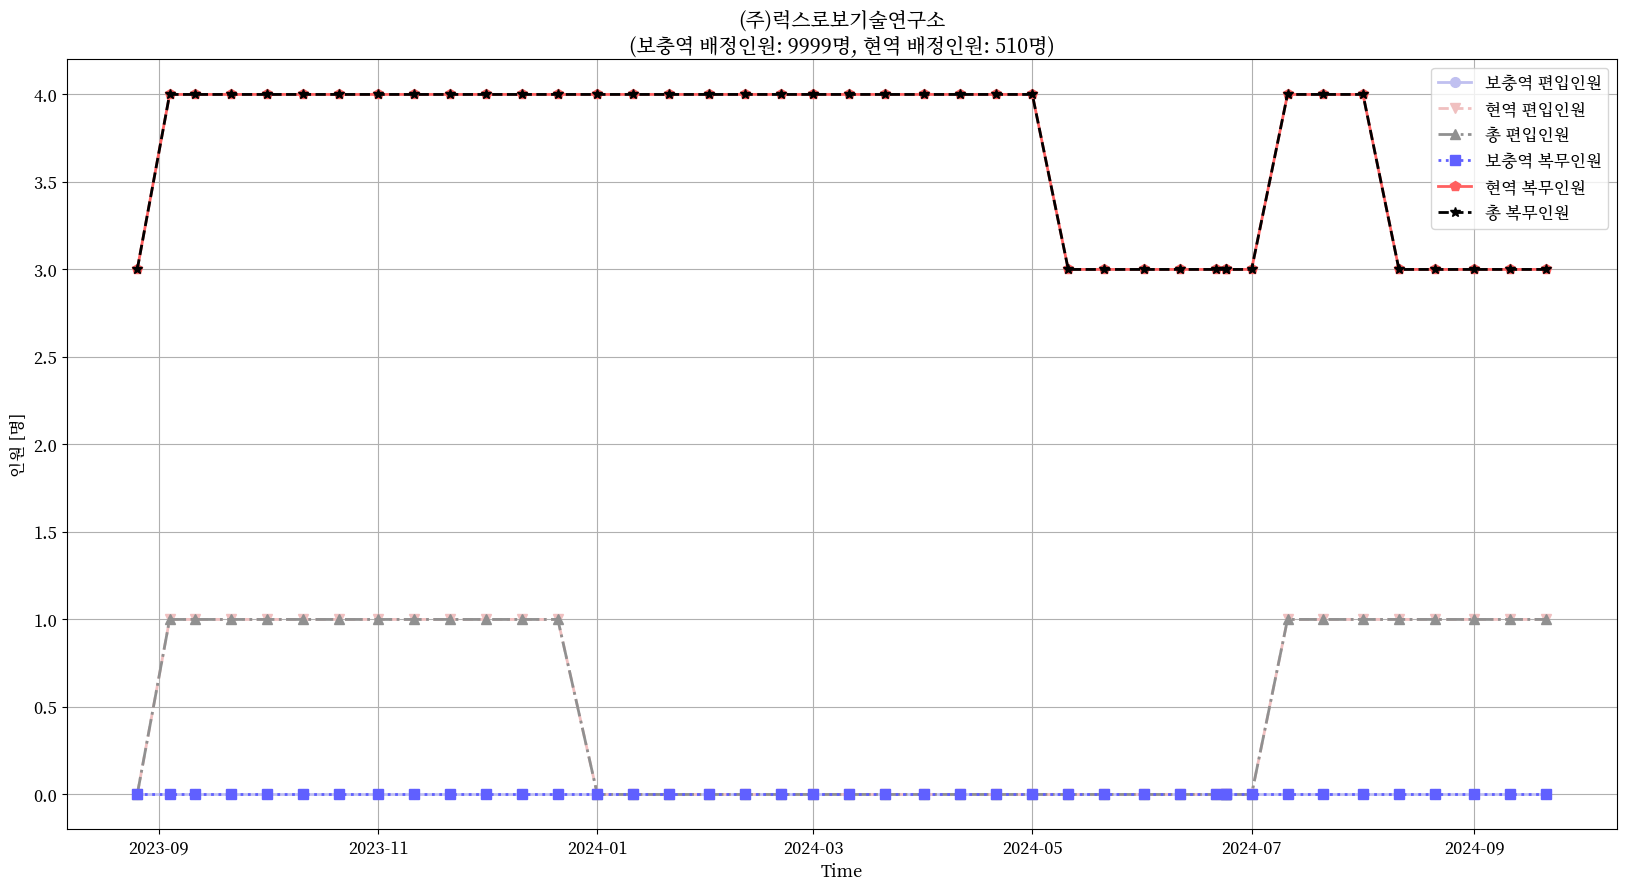 (주)럭스로보기술연구소
(보충역 배정인원: 9999명, 현역 배정인원: 510명)
보충역 편입인원
현역 편입인원
총 편입인원
보충역 복무인원
현역 복무인원
총 복무인원
인원 [명]
4.0
3.5
3.0
2.5
2.0
1.5
1.0
0.5
0.0
2023-09 2023-11 2024-01 2024-03 2024-05 2024-07 2024-09
Time